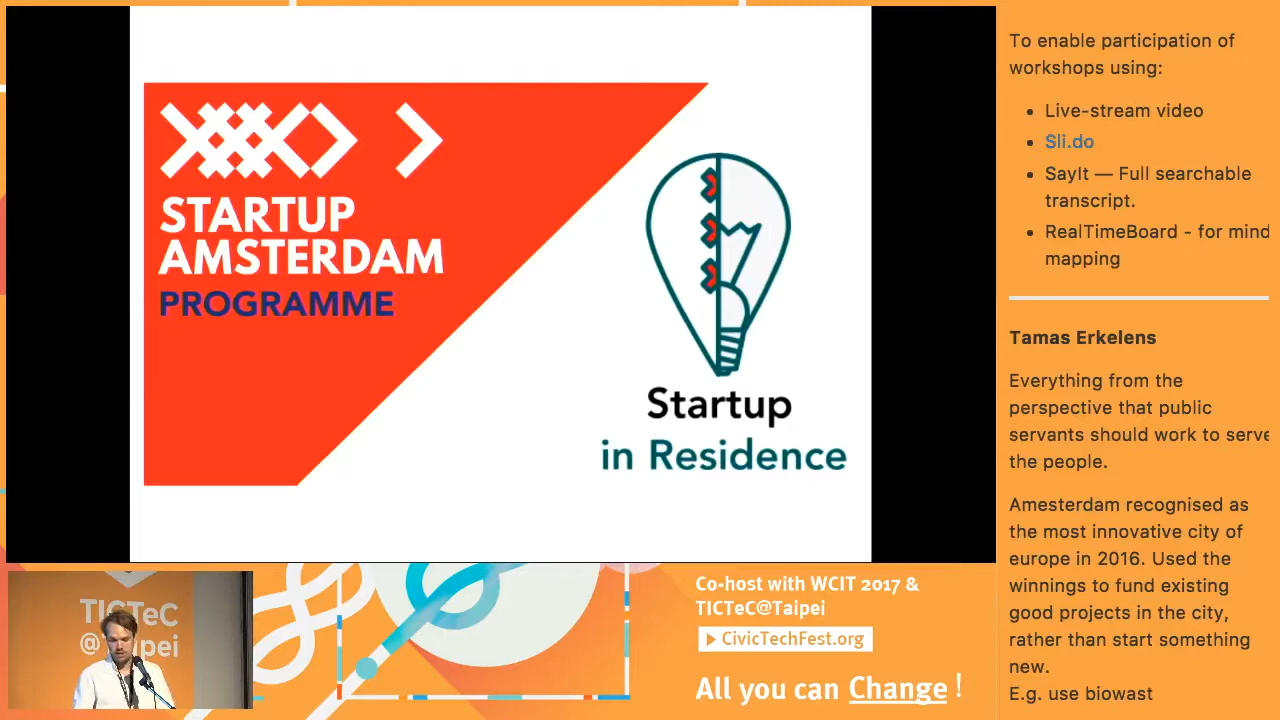 STARTUP
AMSTERDAM
PROGRAMME
Startup
in Residence
To enable participation of
workshops using:
Live-stream video
Sli.do
SayIt — Full searchable
transcript.
RealTimeBoard - for mind
mapping
Tamas Erkelens
Everything from the
perspective that public
servants should work to serve
the people.
Amesterdam recognised as
the most innovative city of
europe in 2016. Used the
winnings to fund existing
good projects in the city,
rather than start something
new.
E.g. use biowast
TICTeC
@Taipei
Co-host with WCIT 2017 &
TICTeC@Taipei
CivicTechFest.org
All you can Change !